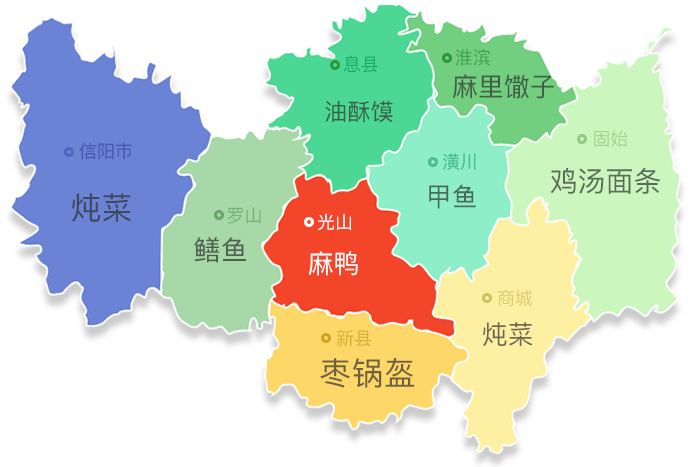 息县
油酥馍
淮滨
麻里馓子
信阳市
炖菜
固始
鸡汤面条
潢川
甲鱼
罗山
鳝鱼
光山
麻鸭
商城
炖菜
新县
枣锅盔